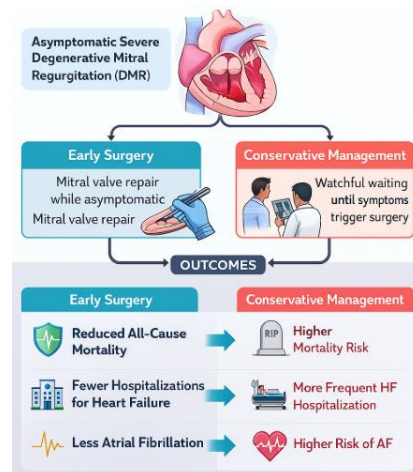 Asymptomatic Severe
Degenerative Mitral
Regurgitation (DMR)
Early Surgery
Mitral valve repair
while asymptomatic
Mitral valve repair
Conservative Management
Watchful waiting
until symptoms
trigger surgery
OUTCOMES
Early Surgery
Conservative Management
Reduced All-Cause
Mortality
RIP
Higher
Mortality Risk
Fewer Hospitalizations
for Heart Failure
More Frequent HF
Hospitalization
Less Atrial Fibrillation
Higher Risk of AF